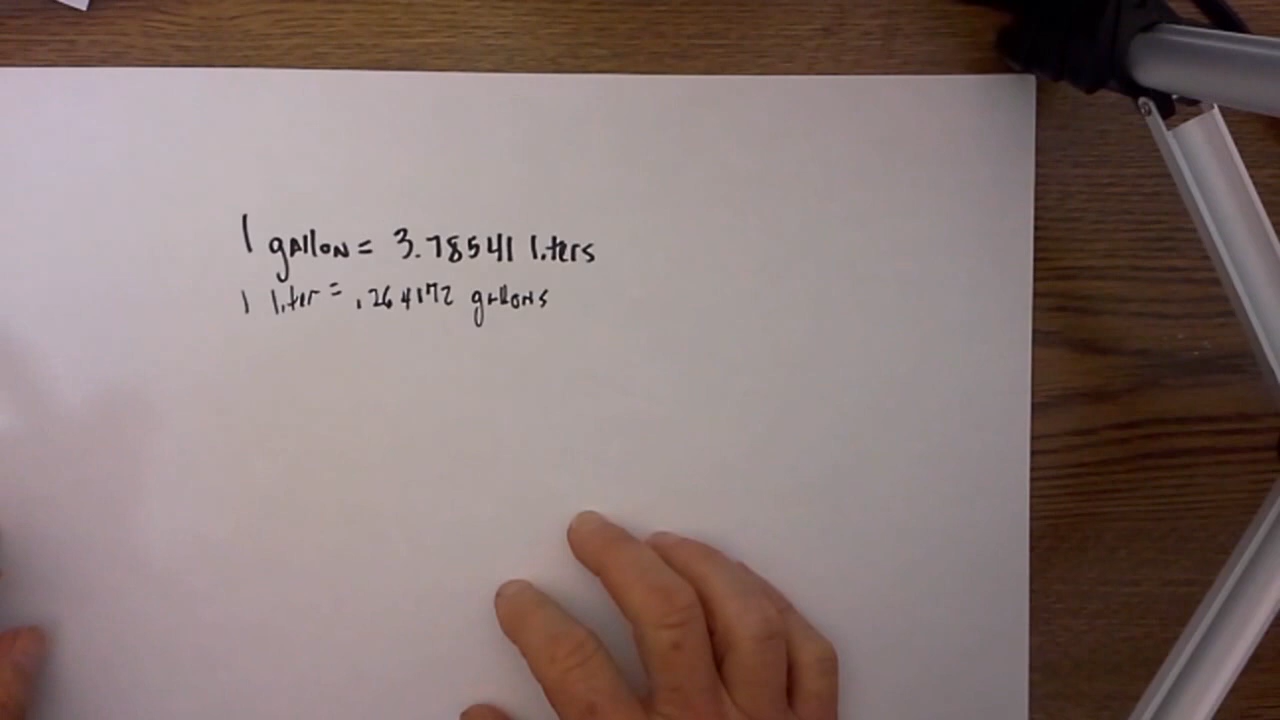 1 gallon = 3.78541 liters
1 liter = .264172 gallons